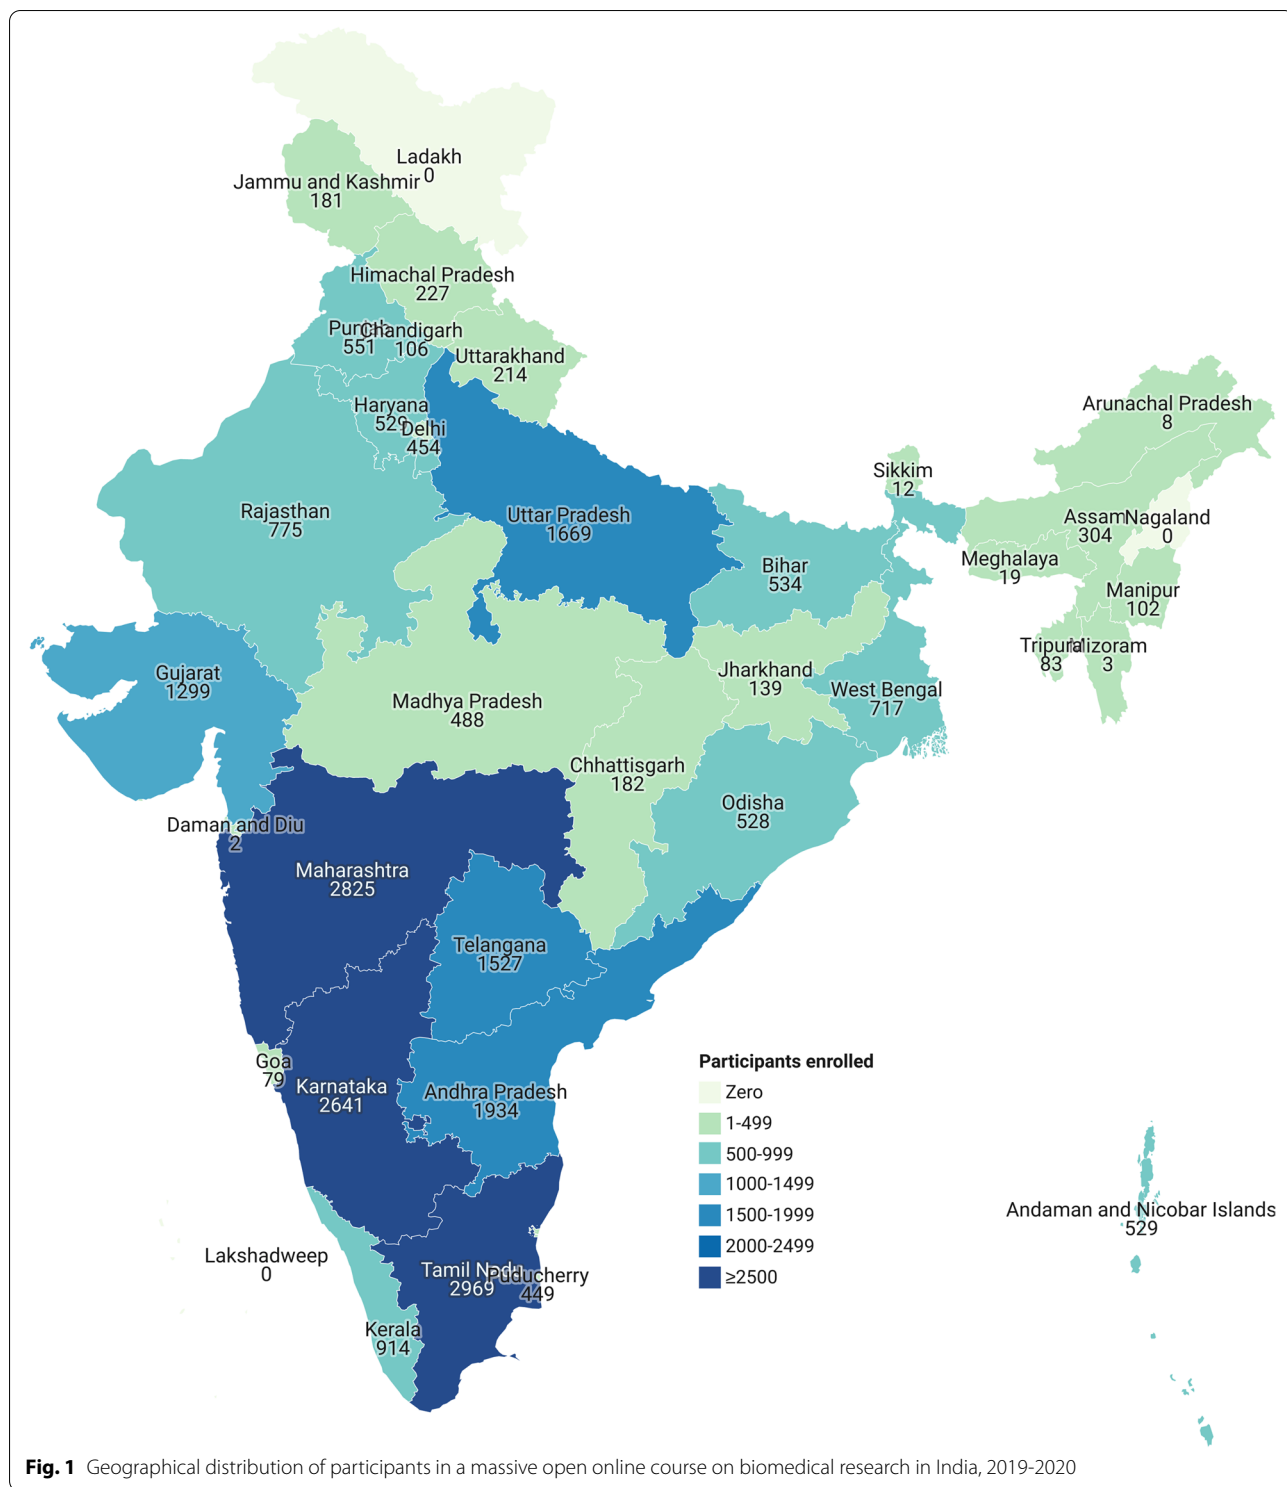 Ladakh
0
Jammu and Kashmir
181
Himachal Pradesh
227
Punjab
551
Chandigarh
106
Uttarakhand
214
Haryana
529
Delhi
454
Arunachal Pradesh
8
Sikkim
12
Rajasthan
775
Uttar Pradesh
1669
Assam
304
Nagaland
0
Bihar
534
Meghalaya
19
Manipur
102
Tripura
83
Mizoram
3
Gujarat
1299
Jharkhand
139
West Bengal
717
Madhya Pradesh
488
Chhattisgarh
182
Odisha
528
Daman and Diu
2
Maharashtra
2825
Telangana
1527
Goa
79
Karnataka
2641
Andhra Pradesh
1934
Participants enrolled
Zero
1-499
500-999
1000-1499
1500-1999
2000-2499
≥2500
Andaman and Nicobar Islands
529
Lakshadweep
0
Tamil Nadu
2969
Puducherry
449
Kerala
914
Fig. 1 Geographical distribution of participants in a massive open online course on biomedical research in India, 2019-2020